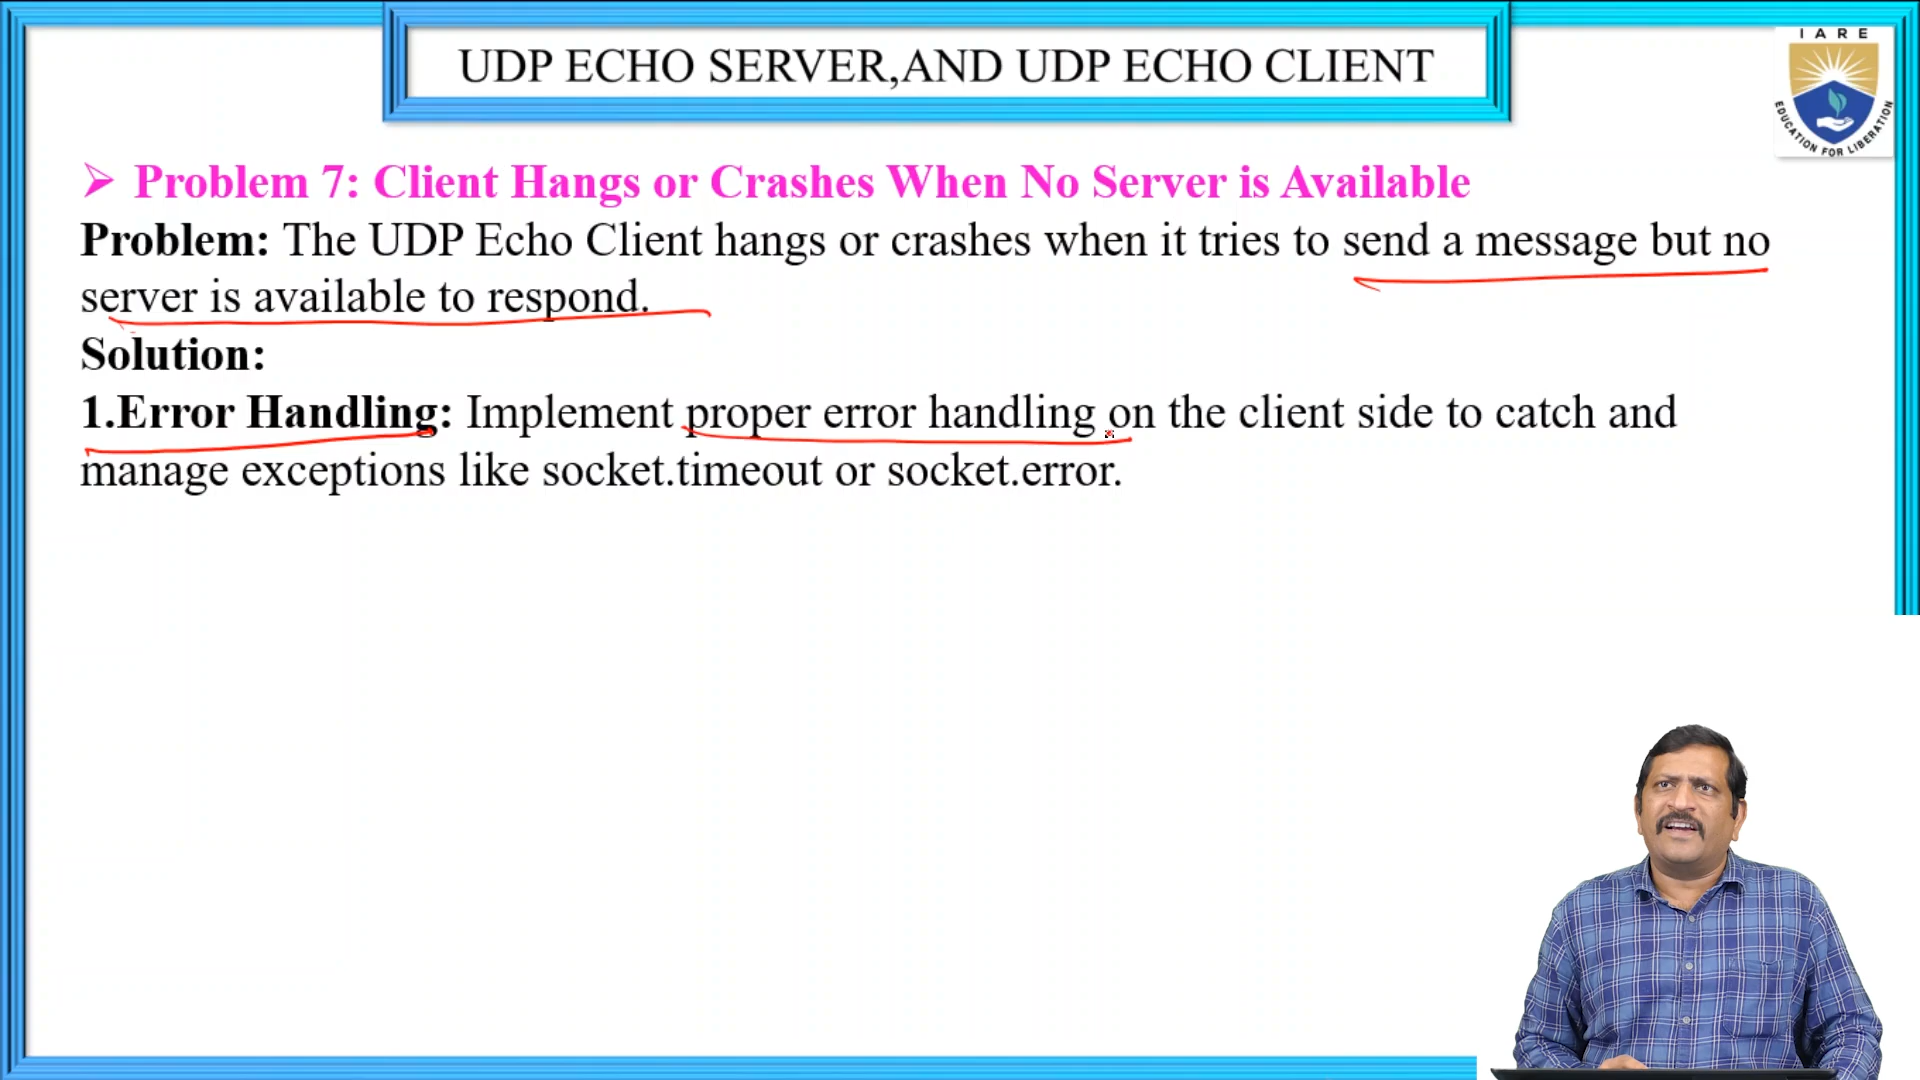 UDP ECHO SERVER,AND UDP ECHO CLIENT
IARE
EDUCATION FOR LIBERATION
➢ Problem 7: Client Hangs or Crashes When No Server is Available
Problem: The UDP Echo Client hangs or crashes when it tries to send a message but no
server is available to respond.
Solution:
1.Error Handling: Implement proper error handling on the client side to catch and
manage exceptions like socket.timeout or socket.error.